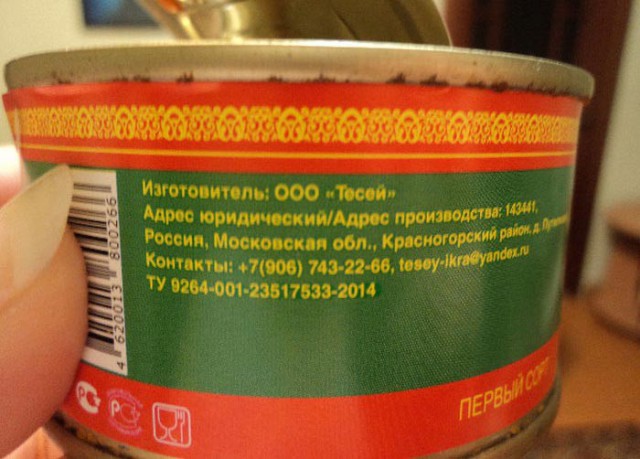 Изготовитель: ООО «Тесей»
Адрес юридический/Адрес производства: 143441,
Россия, Московская обл., Красногорский район, д.
Контакты: +7(906) 743-22-66, tesey-ikra@yandex.ru
ТУ 9264-001-23517533-2014
4 620013 800266
ПЕРВЫЙ СОРТ